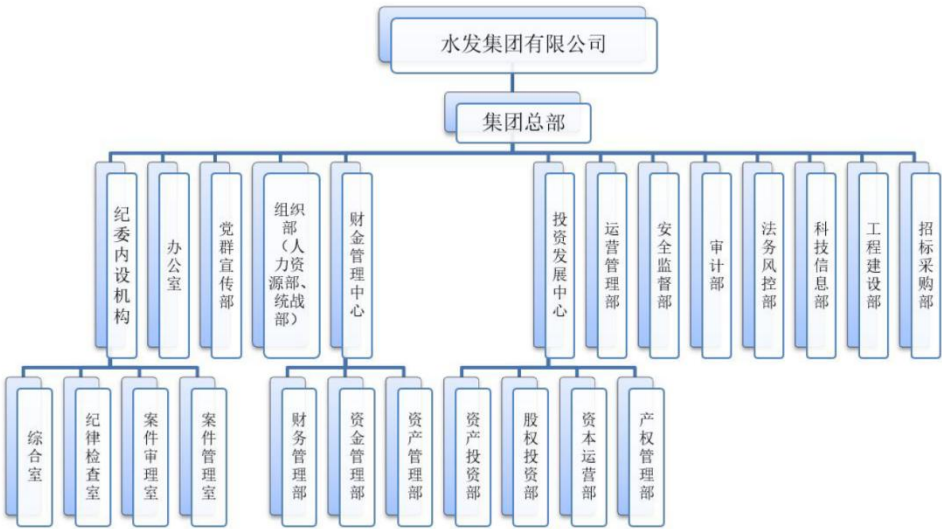 水发集团有限公司
集团总部
纪委内设机构
办公室
党群宣传部
组织
部
（人
力资
源部、
统战
部）
财金管理中心
投资发展中心
运营管理部
安全监督部
审计部
法务风控部
科技信息部
工程建设部
招标采购部
综合室
纪律检查室
案件审理室
案件管理室
财务管理部
资金管理部
资产管理部
资产投资部
股权投资部
资本运营部
产权管理部